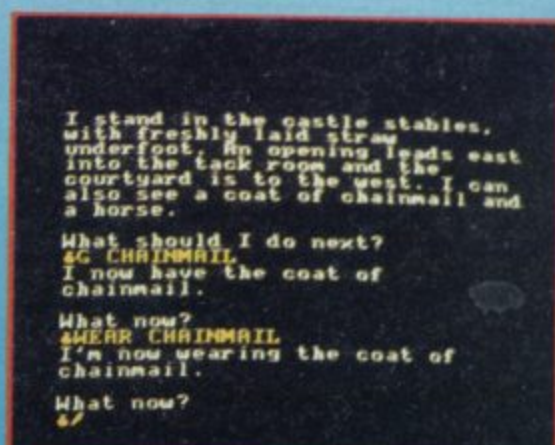 I stand in the castle stables,
with freshly laid straw
underfoot. An opening leads east
into the tack room and the
courtyard is to the west. I can
also see a coat of chainmail and
a horse.
What should I do next?
&G CHAINMAIL
I now have the coat of
chainmail.
What now?
&WEAR CHAINMAIL
I'm now wearing the coat of
chainmail.
What now?
&/